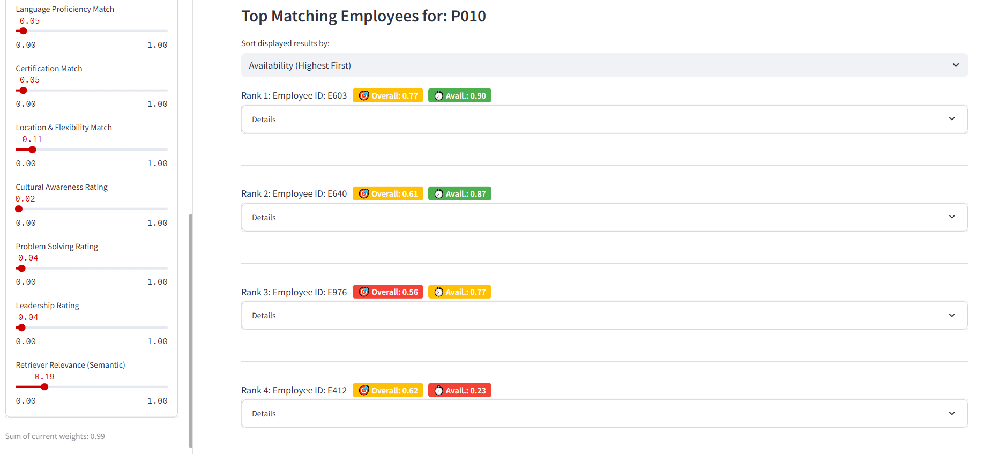 Language Proficiency Match
0.05
0.00 1.00
Certification Match
0.05
0.00 1.00
Location & Flexibility Match
0.11
0.00 1.00
Cultural Awareness Rating
0.02
0.00 1.00
Problem Solving Rating
0.04
0.00 1.00
Leadership Rating
0.04
0.00 1.00
Retriever Relevance (Semantic)
0.19
0.00 1.00
Sum of current weights: 0.99
Top Matching Employees for: P010
Sort displayed results by:
Availability (Highest First)
Rank 1: Employee ID: E603 Overall: 0.77 Avail.: 0.90
Details
Rank 2: Employee ID: E640 Overall: 0.61 Avail.: 0.87
Details
Rank 3: Employee ID: E976 Overall: 0.56 Avail.: 0.77
Details
Rank 4: Employee ID: E412 Overall: 0.62 Avail.: 0.23
Details